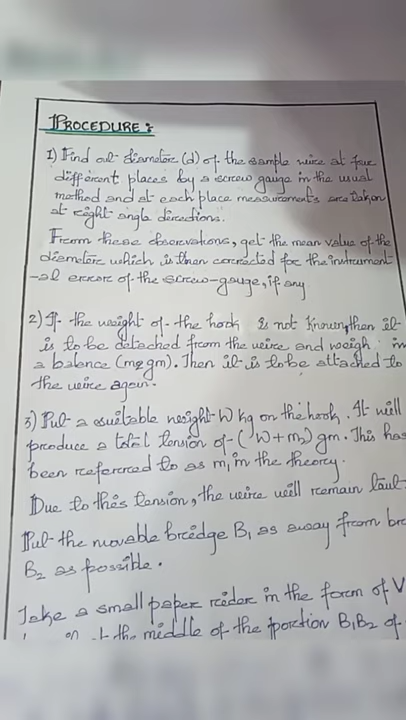 PROCEDURE:
1) Find out diameter (d) of the sample wire at four
different places by a screw gauge in the usual
method and at each place measurements are taken
at right angle directions.
From these observations, get the mean value of the
diameter which is then corrected for the instrument
-al error of the screw-gauge, if any
2) If the weight of the hook is not known, then it
is to be detached from the wire and weigh in
a balance (m₂ gm). Then it is to be attached to
the wire again.
3) Put a suitable weight W kg on the hook. It will
produce a total tension of (W+m₂) gm. This has
been referred to as m, in the theory.
Due to this tension, the wire will remain taut.
Put the movable bridge B₁ as away from br
B₂ as possible.
Take a small paper rider in the form of V
at the middle of the portion B₁B₂ of